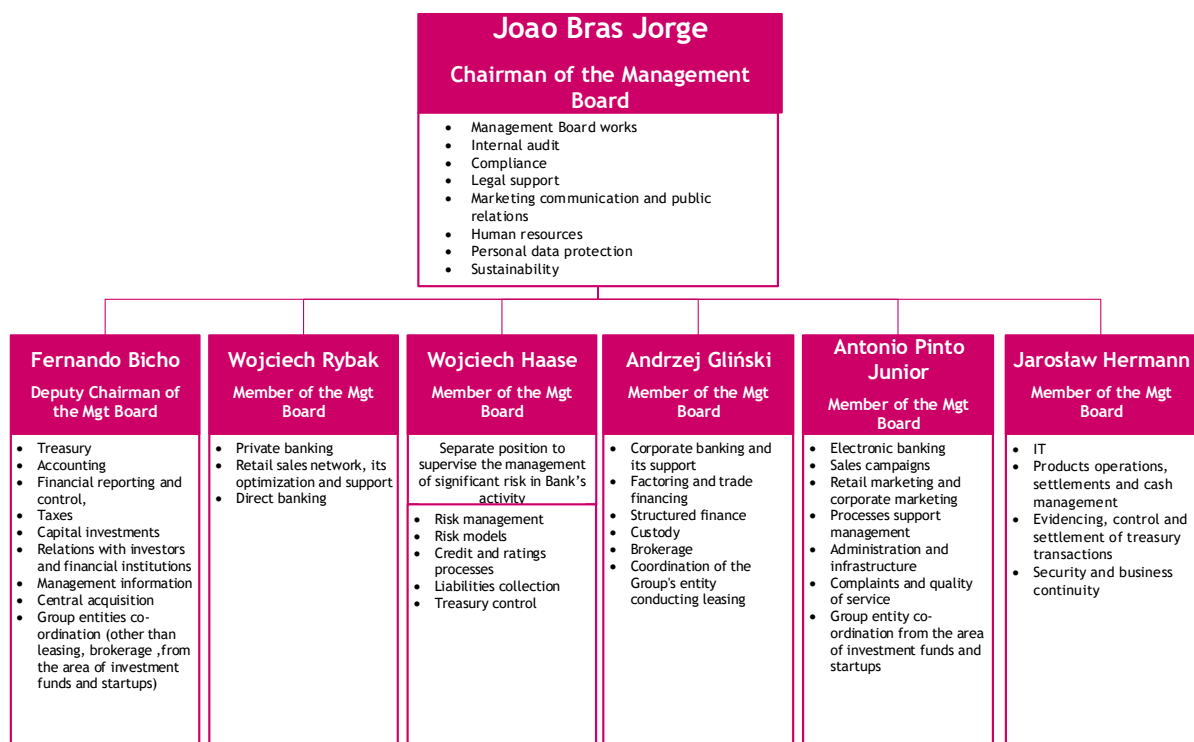 Joao Bras Jorge
Chairman of the Management
Board
• Management Board works
• Internal audit
• Compliance
• Legal support
• Marketing communication and public
relations
• Human resources
• Personal data protection
• Sustainability
Fernando Bicho
Deputy Chairman of
the Mgt Board
• Treasury
• Accounting
• Financial reporting and
control,
• Taxes
• Capital investments
• Relations with investors
and financial institutions
• Management information
• Central acquisition
• Group entities co-
ordination (other than
leasing, brokerage ,from
the area of investment
funds and startups)
Wojciech Rybak
Member of the Mgt
Board
• Private banking
• Retail sales network, its
optimization and support
• Direct banking
Wojciech Haase
Member of the Mgt
Board
Separate position to
supervise the management
of significant risk in Bank’s
activity
• Risk management
• Risk models
• Credit and ratings
processes
• Liabilities collection
• Treasury control
Andrzej Gliński
Member of the Mgt
Board
• Corporate banking and
its support
• Factoring and trade
financing
• Structured finance
• Custody
• Brokerage
• Coordination of the
Group's entity
conducting leasing
Antonio Pinto
Junior
Member of the Mgt
Board
• Electronic banking
• Sales campaigns
• Retail marketing and
corporate marketing
• Processes support
management
• Administration and
infrastructure
• Complaints and quality
of service
• Group entity co-
ordination from the area
of investment funds and
startups
Jarosław Hermann
Member of the Mgt
Board
• IT
• Products operations,
settlements and cash
management
• Evidencing, control and
settlement of treasury
transactions
• Security and business
continuity